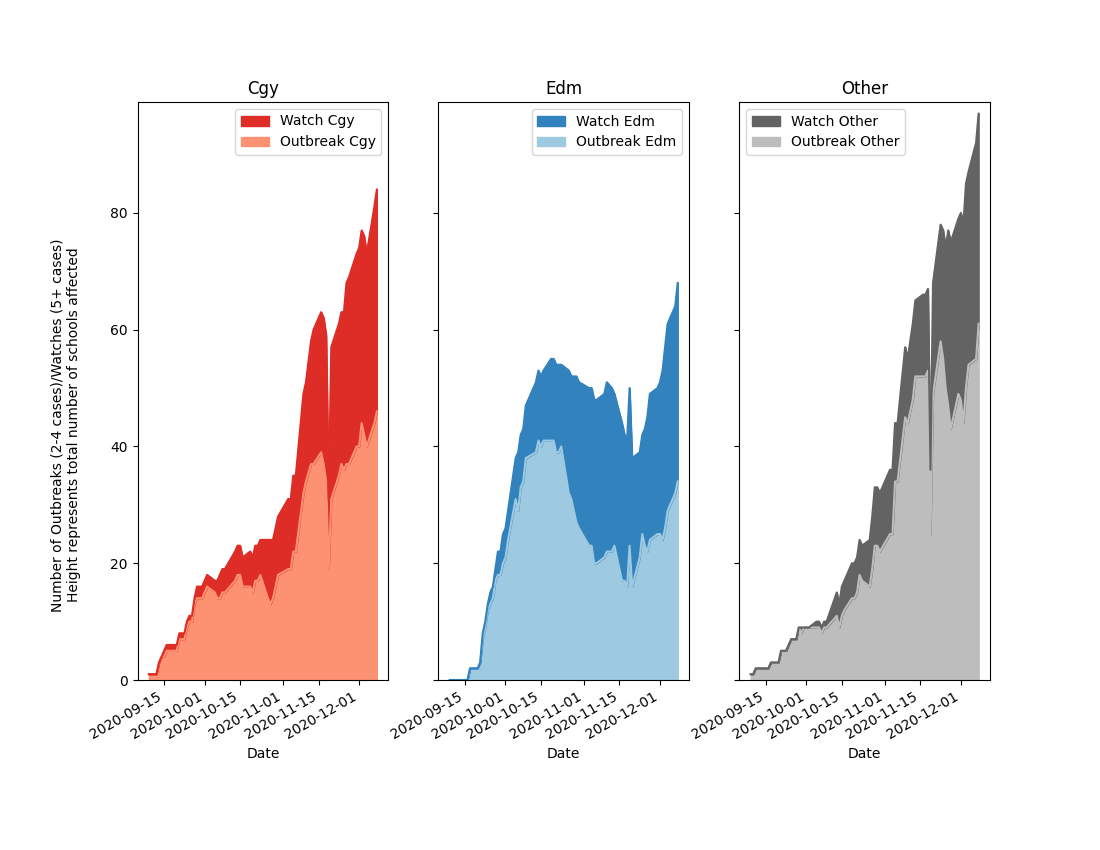 Cgy
Edm
Other
Watch Cgy
Outbreak Cgy
Watch Edm
Outbreak Edm
Watch Other
Outbreak Other
Number of Outbreaks (2-4 cases)/Watches (5+ cases)
Height represents total number of schools affected
80
60
40
20
0
2020-09-15
2020-10-01
2020-10-15
2020-11-01
2020-11-15
2020-12-01
2020-09-15
2020-10-01
2020-10-15
2020-11-01
2020-11-15
2020-12-01
2020-09-15
2020-10-01
2020-10-15
2020-11-01
2020-11-15
2020-12-01
Date
Date
Date